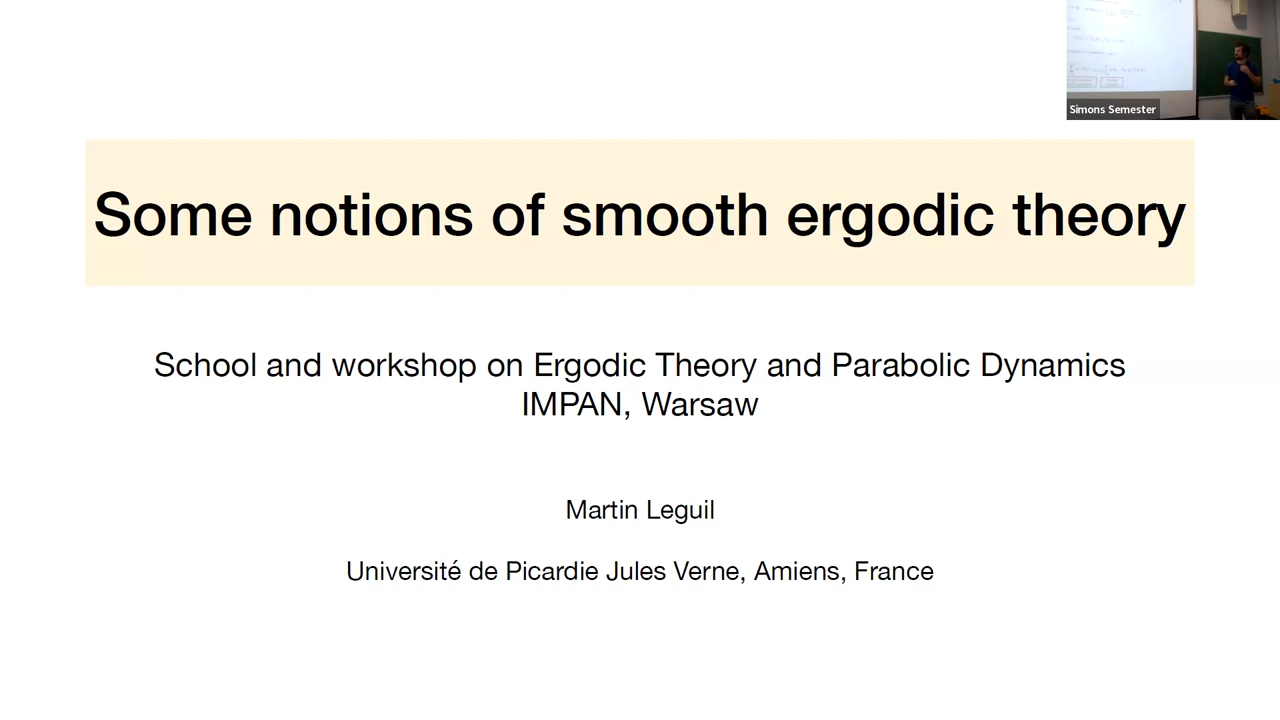 Simons Semester
Some notions of smooth ergodic theory
School and workshop on Ergodic Theory and Parabolic Dynamics
IMPAN, Warsaw
Martin Leguil
Université de Picardie Jules Verne, Amiens, France